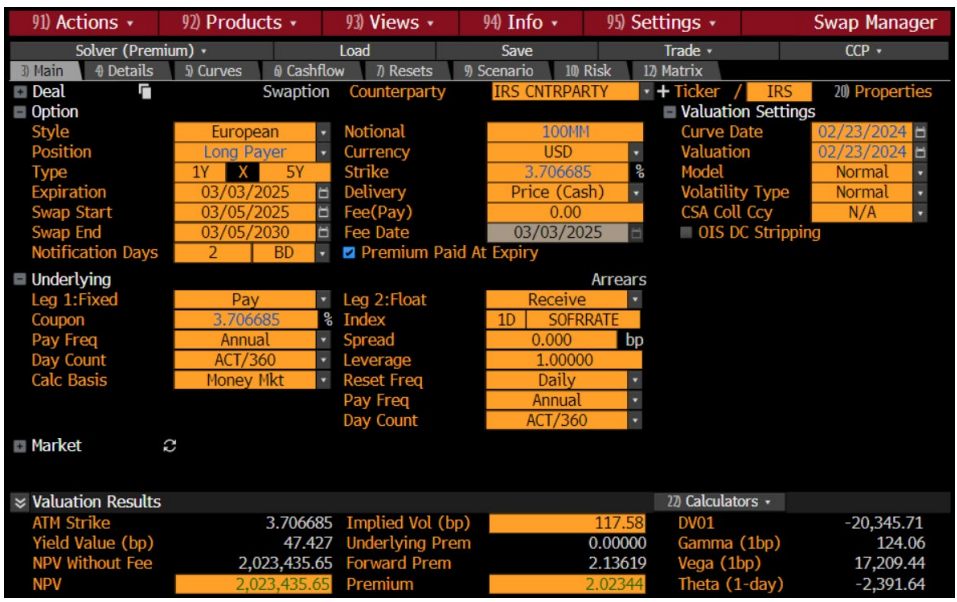 91) Actions 92) Products 93) Views 94) Info 95) Settings Swap Manager
Solver (Premium) Load Save Trade CCP
3) Main 4) Details 5) Curves 6) Cashflow 7) Resets 9) Scenario 10) Risk 12) Matrix
Deal Swaption Counterparty IRS CNTRPARTY Ticker / IRS 20) Properties
Option Valuation Settings
Style European Notional 100MM Curve Date 02/23/2024
Position Long Payer Currency USD Valuation 02/23/2024
Type 1Y X 5Y Strike 3.706685 % Model Normal
Expiration 03/03/2025 Delivery Price (Cash) Volatility Type Normal
Swap Start 03/05/2025 Fee(Pay) 0.00 CSA Coll Ccy N/A
Swap End 03/05/2030 Fee Date 03/03/2025 OIS DC Stripping
Notification Days 2 BD Premium Paid At Expiry
Underlying Arrears
Leg 1:Fixed Pay Leg 2:Float Receive
Coupon 3.706685 % Index 1D SOFRRATE
Pay Freq Annual Spread 0.000 bp
Day Count ACT/360 Leverage 1.00000
Calc Basis Money Mkt Reset Freq Daily
Pay Freq Annual
Day Count ACT/360
Market
Valuation Results 22) Calculators
ATM Strike 3.706685 Implied Vol (bp) 117.58 DV01 -20,345.71
Yield Value (bp) 47.427 Underlying Prem 0.00000 Gamma (1bp) 124.06
NPV Without Fee 2,023,435.65 Forward Prem 2.13619 Vega (1bp) 17,209.44
NPV 2,023,435.65 Premium 2.02344 Theta (1-day) -2,391.64